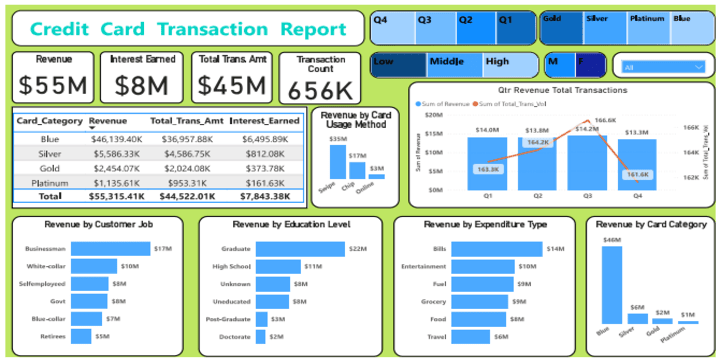 Credit Card Transaction Report
Q4 Q3 Q2 Q1
Gold Silver Platinum Blue
Low Middle High
M F
All
Revenue
$55M
Interest Earned
$8M
Total Trans. Amt
$45M
Transaction Count
656K
Card_Category Revenue Total_Trans_Amt Interest_Earned
Blue $46,139.40K $36,957.88K $6,495.89K
Silver $5,586.33K $4,586.75K $812.08K
Gold $2,454.07K $2,024.08K $373.78K
Platinum $1,135.61K $953.31K $161.63K
Total $55,315.41K $44,522.01K $7,843.38K
Revenue by Card
Usage Method
$35M
$17M
$3M
Swipe Chip Online
Qtr Revenue Total Transactions
Sum of Revenue Sum of Total_Trans_Vol
Sum of Revenue
$20M
$15M
$10M
$5M
$0M
$14.0M $13.8M $14.2M $13.3M
163.3K 164.2K 166.6K 161.6K
Q1 Q2 Q3 Q4
166K
164K
162K
Sum of Total_Trans_Vol
Revenue by Customer Job
Businessman $17M
White-collar $10M
Selfemployeed $8M
Govt $8M
Blue-collar $7M
Retirees $5M
Revenue by Education Level
Graduate $22M
High School $11M
Unknown $8M
Uneducated $8M
Post-Graduate $3M
Doctorate $2M
Revenue by Expenditure Type
Bills $14M
Entertainment $10M
Fuel $9M
Grocery $9M
Food $8M
Travel $6M
Revenue by Card Category
$46M
$6M
$2M
$1M
Blue Silver Gold Platinum